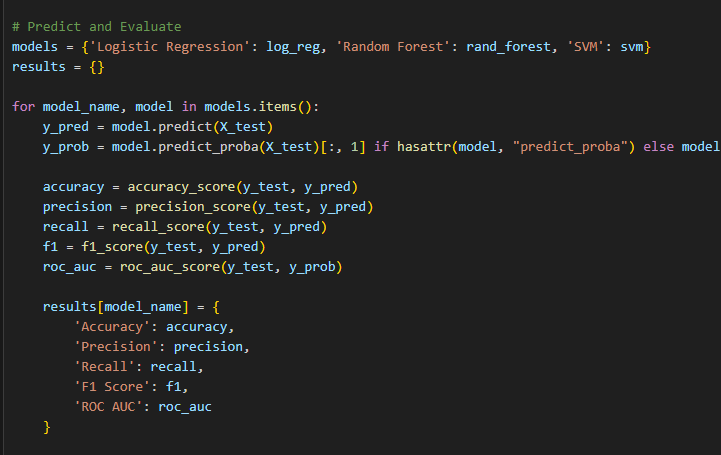 # Predict and Evaluate
models = {'Logistic Regression': log_reg, 'Random Forest': rand_forest, 'SVM': svm}
results = {}
for model_name, model in models.items():
y_pred = model.predict(X_test)
y_prob = model.predict_proba(X_test)[:, 1] if hasattr(model, "predict_proba") else model
accuracy = accuracy_score(y_test, y_pred)
precision = precision_score(y_test, y_pred)
recall = recall_score(y_test, y_pred)
f1 = f1_score(y_test, y_pred)
roc_auc = roc_auc_score(y_test, y_prob)
results[model_name] = {
'Accuracy': accuracy,
'Precision': precision,
'Recall': recall,
'F1 Score': f1,
'ROC AUC': roc_auc
}